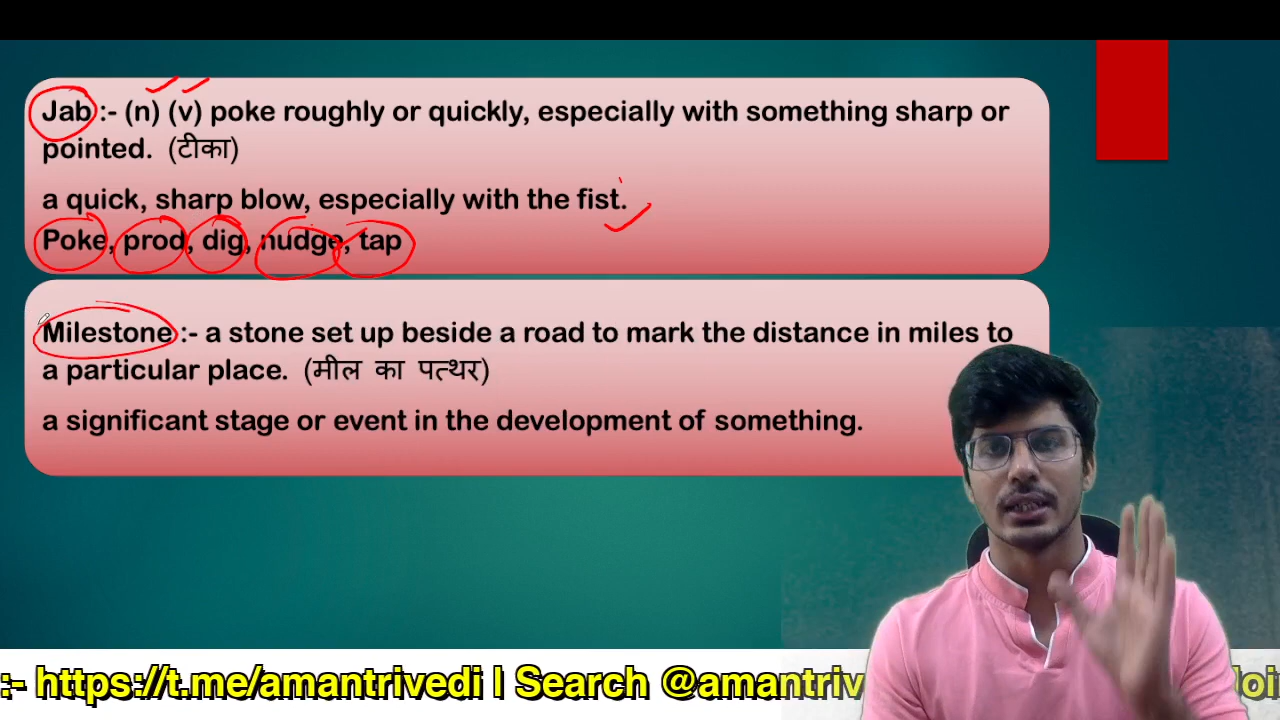 Jab :- (n) (v) poke roughly or quickly, especially with something sharp or
pointed. (टीका)
a quick, sharp blow, especially with the fist.
Poke, prod, dig, nudge, tap
Milestone :- a stone set up beside a road to mark the distance in miles to
a particular place. (मील का पत्थर)
a significant stage or event in the development of something.
:- https://t.me/amantrivedi | Search @amantriv